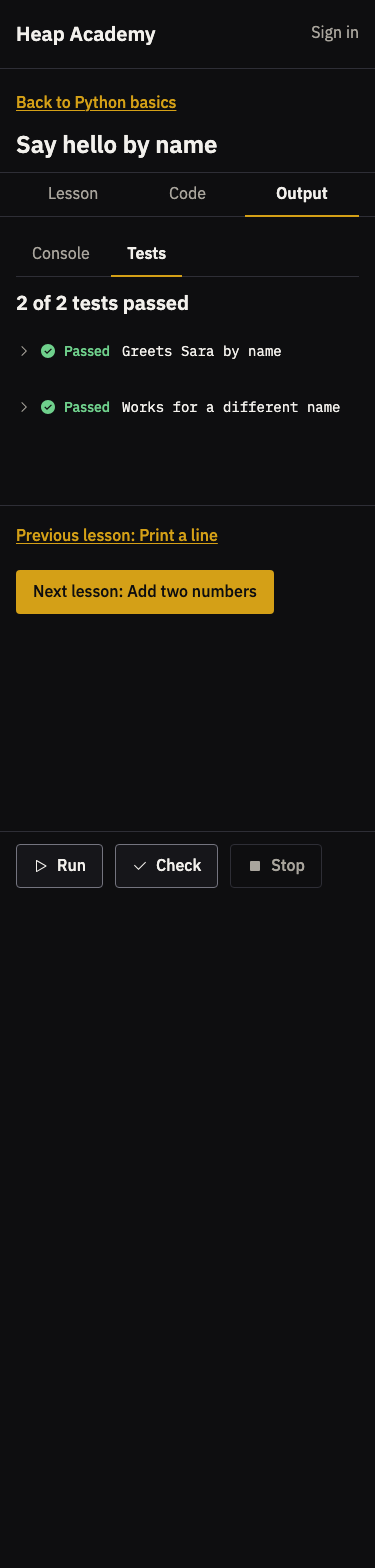 Heap Academy
Sign in
Back to Python basics
Say hello by name
Lesson
Code
Output
Console
Tests
2 of 2 tests passed
Passed Greets Sara by name
Passed Works for a different name
Previous lesson: Print a line
Next lesson: Add two numbers
Run
Check
Stop